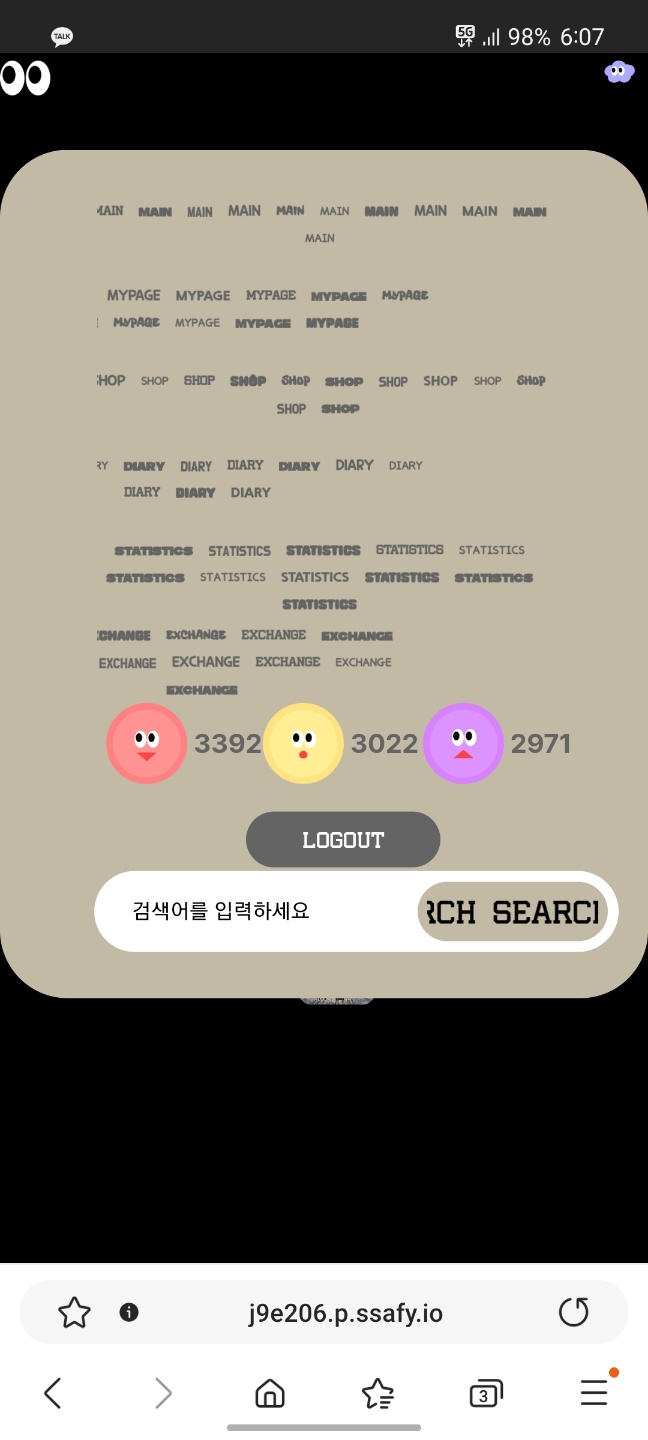 TALK 5G 98% 6:07
MAIN MAIN MAIN MAIN MAIN MAIN MAIN MAIN MAIN
MAIN
MYPAGE MYPAGE MYPAGE MYPAGE MYPAGE
MYPAGE MYPAGE MYPAGE MYPAGE
HOP SHOP SHOP SHOP SHOP SHOP SHOP SHOP SHOP SHOP
SHOP SHOP
RY DIARY DIARY DIARY DIARY DIARY DIARY
DIARY DIARY DIARY
STATISTICS STATISTICS STATISTICS STATISTICS STATISTICS
STATISTICS STATISTICS STATISTICS STATISTICS STATISTICS
STATISTICS
CHANGE EXCHANGE EXCHANGE EXCHANGE
EXCHANGE EXCHANGE EXCHANGE EXCHANGE
EXCHANGE
3392 3022 2971
LOGOUT
검색어를 입력하세요 RCH SEARC
j9e206.p.ssafy.io
3